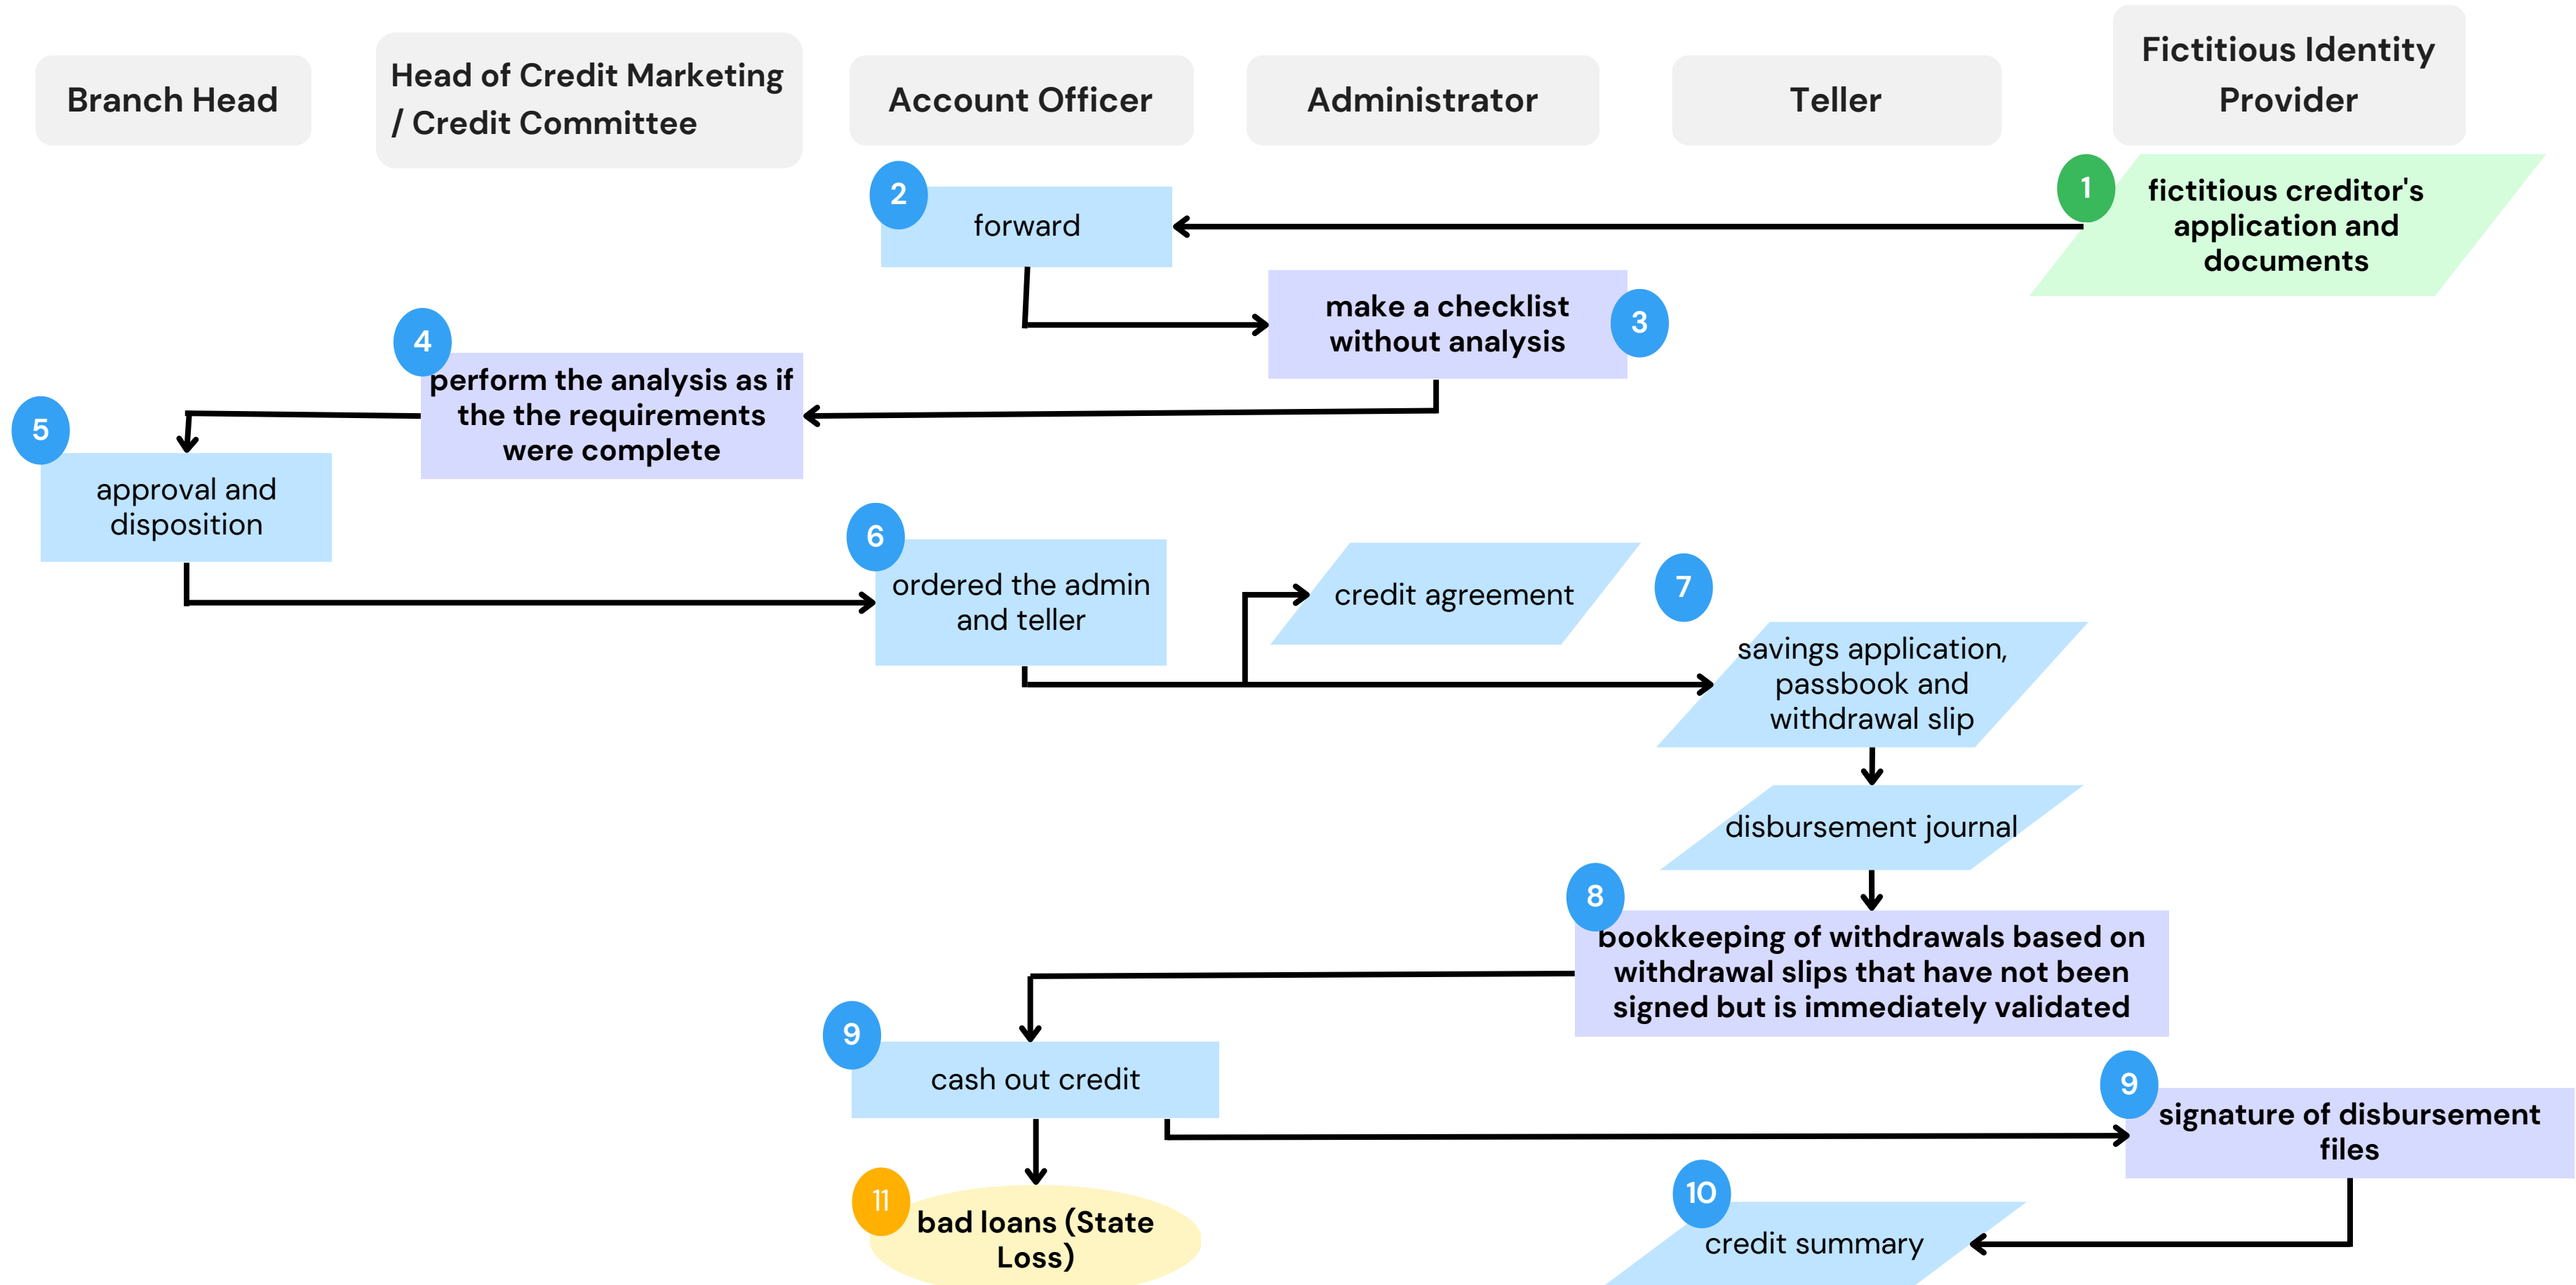 Branch Head
Head of Credit Marketing
/ Credit Committee
Account Officer
Administrator
Teller
Fictitious Identity
Provider
1
fictitious creditor's
application and
documents
2
forward
3
make a checklist
without analysis
4
perform the analysis as if
the the requirements
were complete
5
approval and
disposition
6
ordered the admin
and teller
credit agreement
7
savings application,
passbook and
withdrawal slip
disbursement journal
8
bookkeeping of withdrawals based on
withdrawal slips that have not been
signed but is immediately validated
9
cash out credit
9
signature of disbursement
files
10
credit summary
11
bad loans (State
Loss)